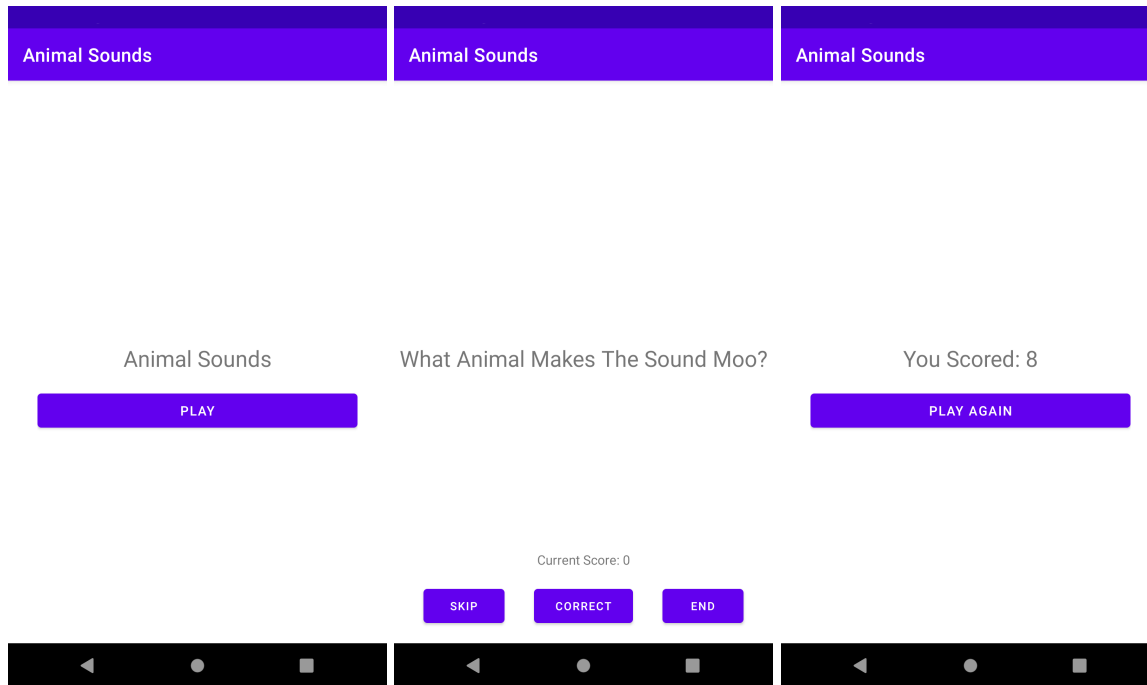 Animal Sounds
Animal Sounds
PLAY
Animal Sounds
What Animal Makes The Sound Moo?
Current Score: 0
SKIP
CORRECT
END
Animal Sounds
You Scored: 8
PLAY AGAIN